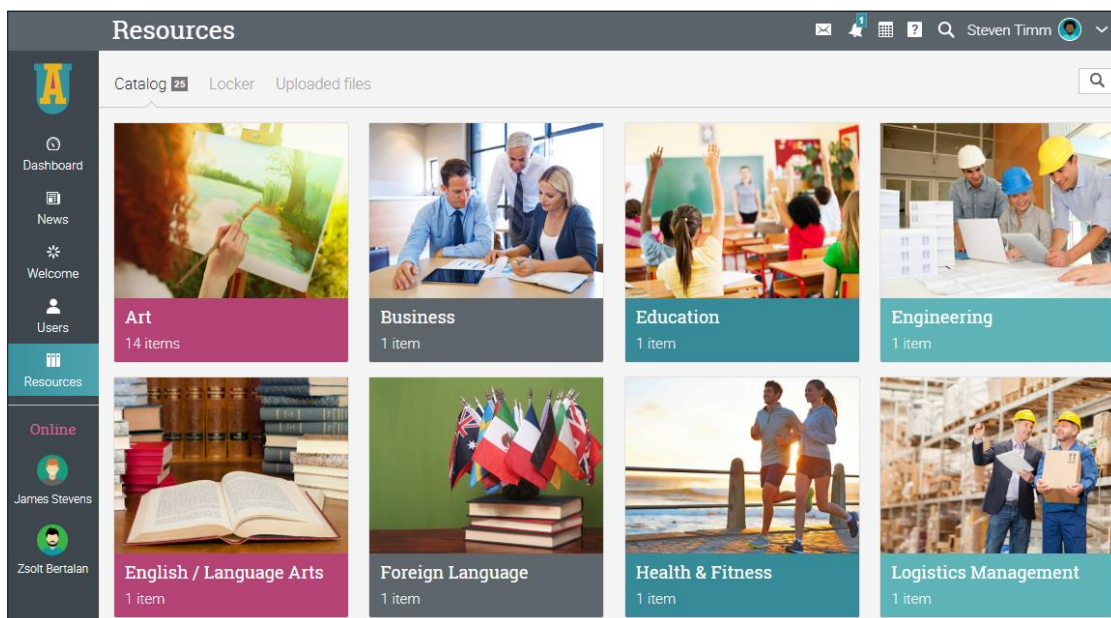 Resources
1
?
Steven Timm
A
Catalog 25
Locker
Uploaded files
Dashboard
News
Welcome
Users
Resources
Online
James Stevens
Zsolt Bertalan
Art
14 items
Business
1 item
Education
1 item
Engineering
1 item
English / Language Arts
1 item
Foreign Language
1 item
Health & Fitness
1 item
Logistics Management
1 item